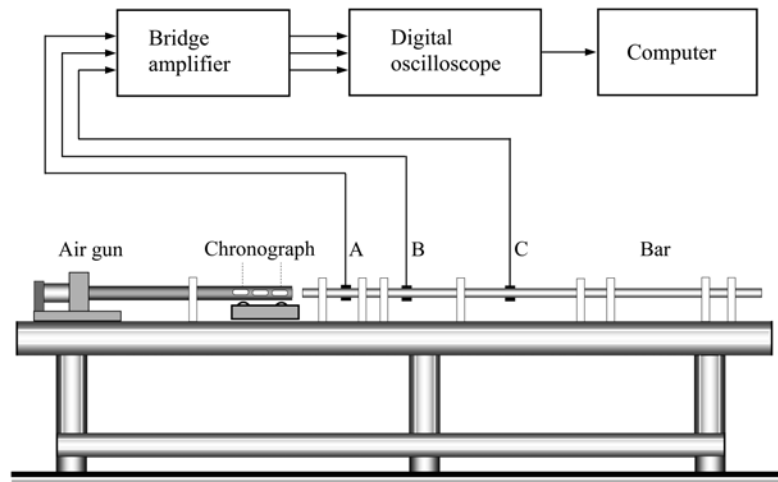 Bridge
amplifier
Digital
oscilloscope
Computer
Air gun
Chronograph
A
B
C
Bar